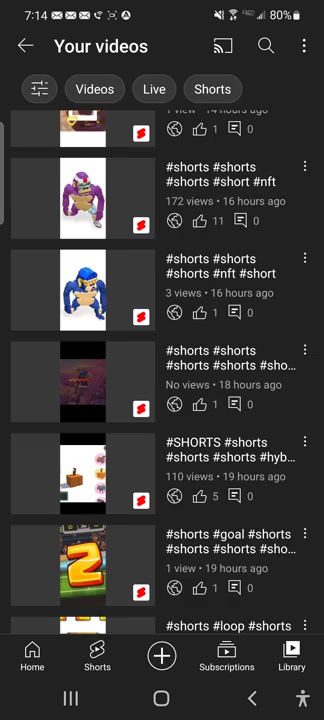 7:14
80%
Your videos
Videos
Live
Shorts
1 view • 14 hours ago
1
0
#shorts #shorts
#shorts #short #nft
172 views • 16 hours ago
11
0
#shorts #shorts
#shorts #nft #short
3 views • 16 hours ago
1
0
#shorts #shorts
#shorts #shorts #sho...
No views • 18 hours ago
1
0
#SHORTS #shorts
#shorts #shorts #hyb...
110 views • 19 hours ago
5
0
2
#shorts #goal #shorts
#shorts #shorts #sho...
1 view • 19 hours ago
1
0
#shorts #loop #shorts
Home
Shorts
Subscriptions
Library